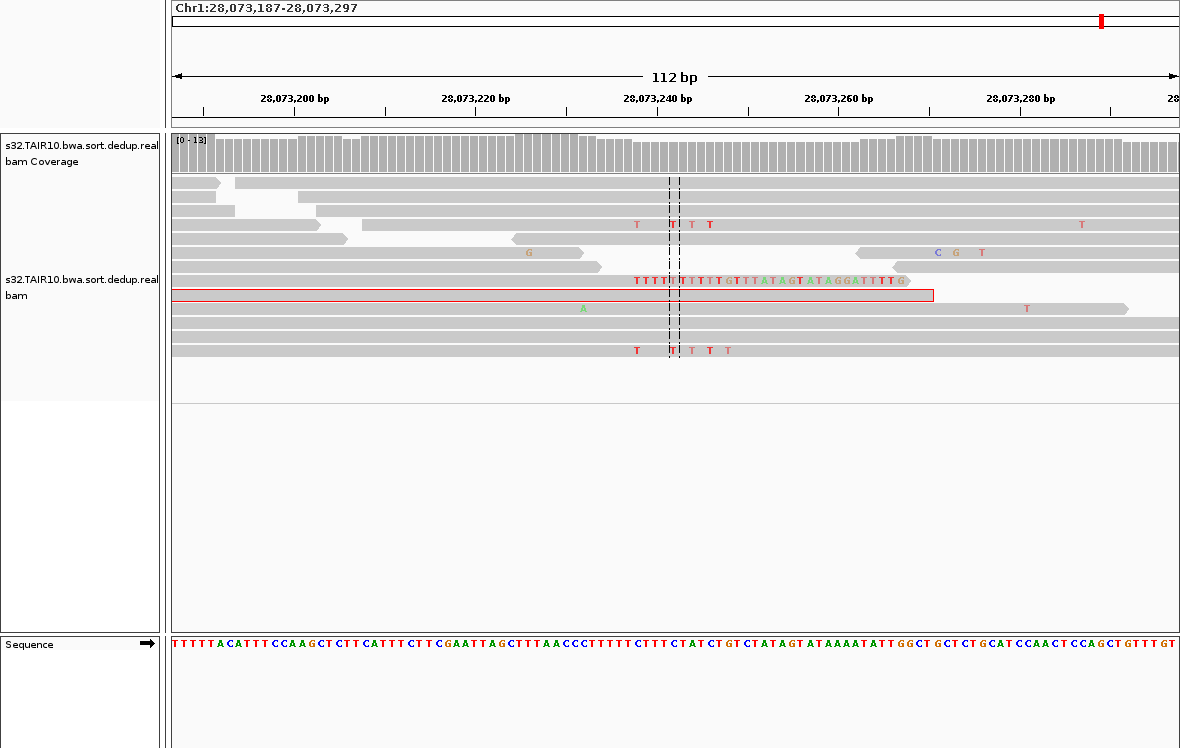 Chr1:28,073,187-28,073,297
112 bp
28,073,200 bp 28,073,220 bp 28,073,240 bp 28,073,260 bp 28,073,280 bp 28
s32.TAIR10.bwa.sort.dedup.real
bam Coverage
[0 - 13]
T T T T T
G C G T
s32.TAIR10.bwa.sort.dedup.real
bam
TTTTTTTTTTGTTTATAGTATAGGATTTTG
A T
T T T T T
Sequence
TTTTTACATTTCCAAGCTCTTCATTTCTTCGAATTAGCTTTAACCCTTTTTCTTTCTATCTGTCTATAGTATAAAATATTGGCTGCTCTGCATCCAACTCCAGCTGTTTGT